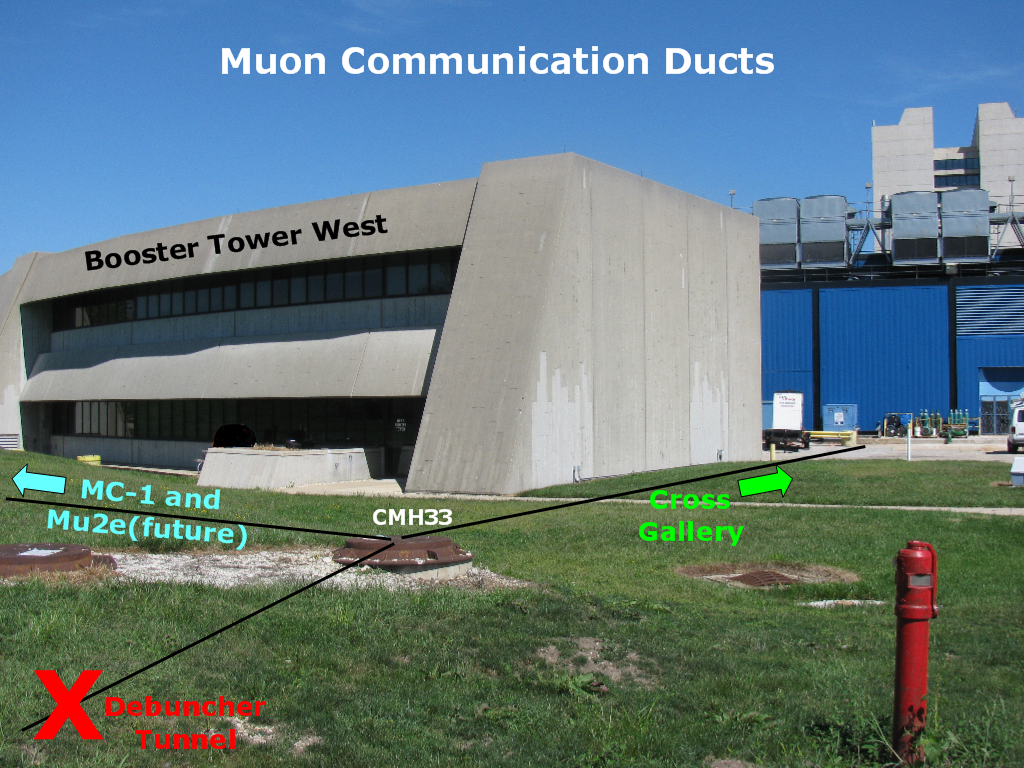 Muon Communication Ducts
Booster Tower West
MC-1 and
Mu2e(future)
CMH33
Cross
Gallery
X
Debuncher
Tunnel